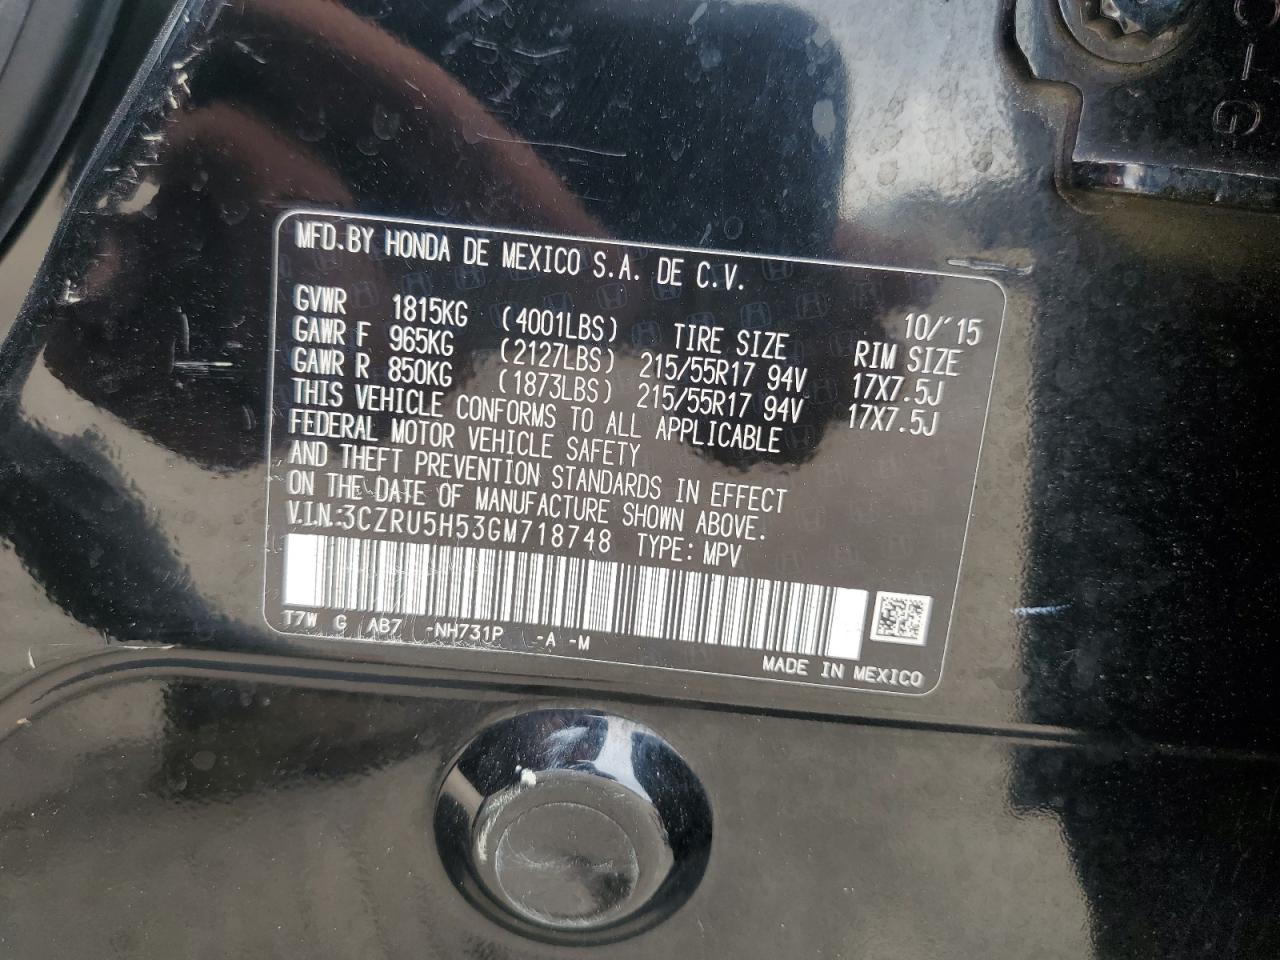 MFD.BY HONDA DE MEXICO S.A. DE C.V.
10/'15
GVWR 1815KG (4001LBS) TIRE SIZE RIM SIZE
GAWR F 965KG (2127LBS) 215/55R17 94V 17X7.5J
GAWR R 850KG (1873LBS) 215/55R17 94V 17X7.5J
THIS VEHICLE CONFORMS TO ALL APPLICABLE
FEDERAL MOTOR VEHICLE SAFETY
AND THEFT PREVENTION STANDARDS IN EFFECT
ON THE DATE OF MANUFACTURE SHOWN ABOVE.
V.I.N:3CZRU5H53GM718748 TYPE: MPV
T7W G AB7 -NH731P -A -M
MADE IN MEXICO